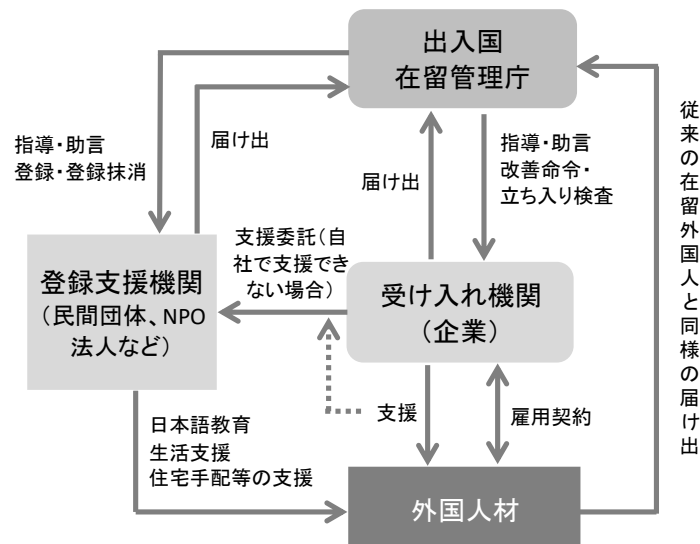 出入国
在留管理庁
指導・助言
登録・登録抹消
届け出
届け出
指導・助言
改善命令・
立ち入り検査
従来の在留外国人と同様の届け出
支援委託（自
社で支援でき
ない場合）
登録支援機関
（民間団体、NPO
法人など）
受け入れ機関
（企業）
支援
雇用契約
日本語教育
生活支援
住宅手配等の支援
外国人材